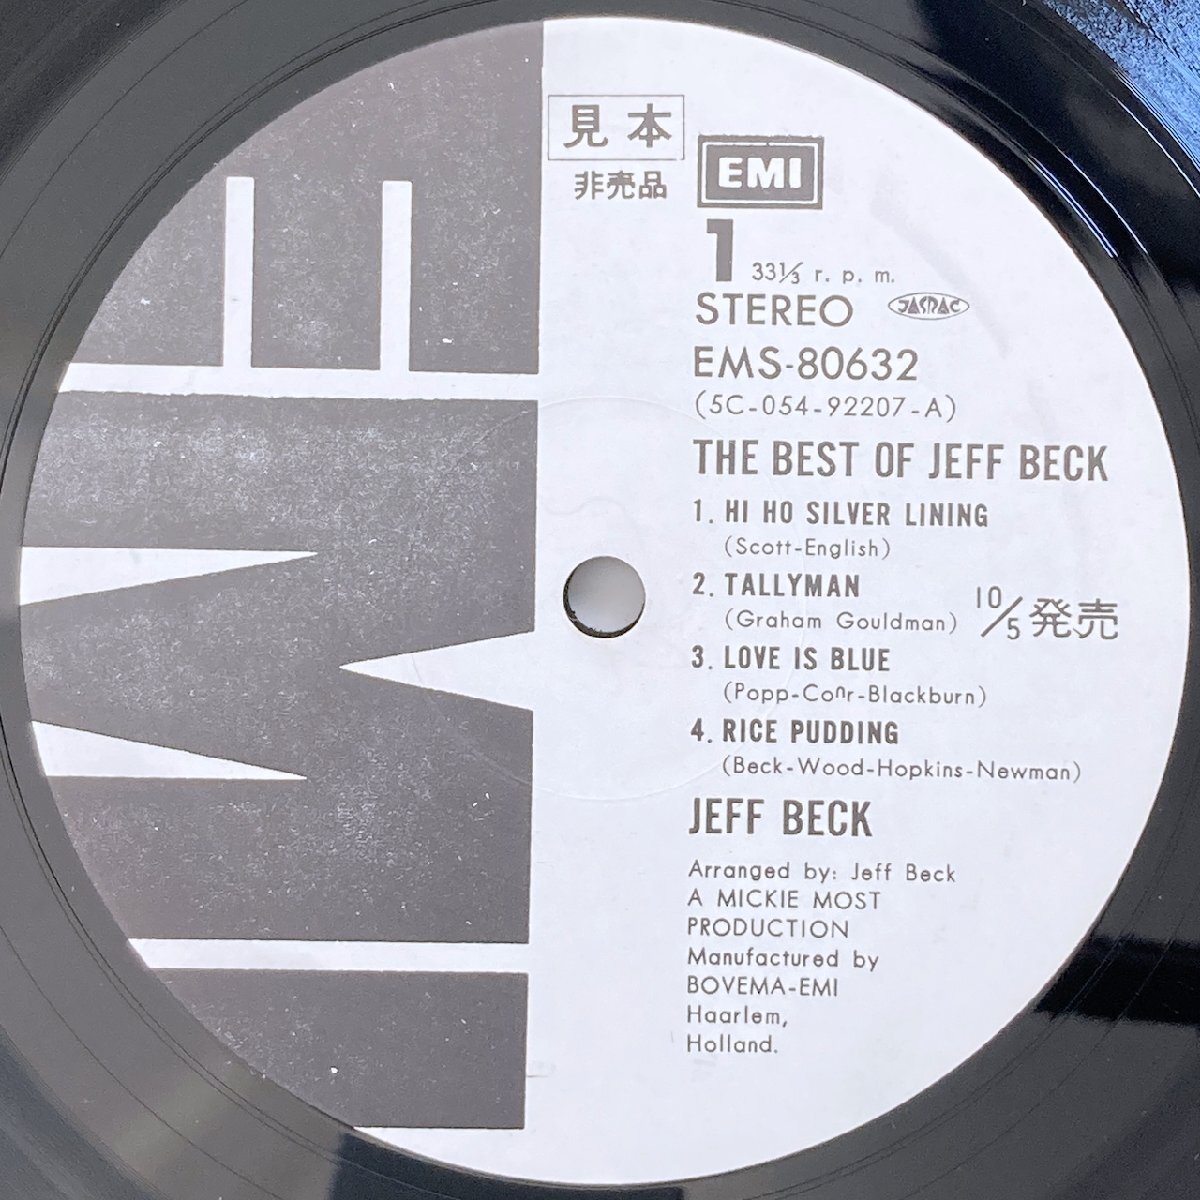 見本
非売品
EMI
1
33⅓ r. p. m.
STEREO
JASRAC
EMS-80632
(5C-054-92207-A)
THE BEST OF JEFF BECK
1. HI HO SILVER LINING
(Scott-English)
2. TALLYMAN
(Graham Gouldman)
10/5 発売
3. LOVE IS BLUE
(Popp-Conr-Blackburn)
4. RICE PUDDING
(Beck-Wood-Hopkins-Newman)
JEFF BECK
Arranged by: Jeff Beck
A MICKIE MOST
PRODUCTION
Manufactured by
BOVEMA-EMI
Haarlem,
Holland.
EMI